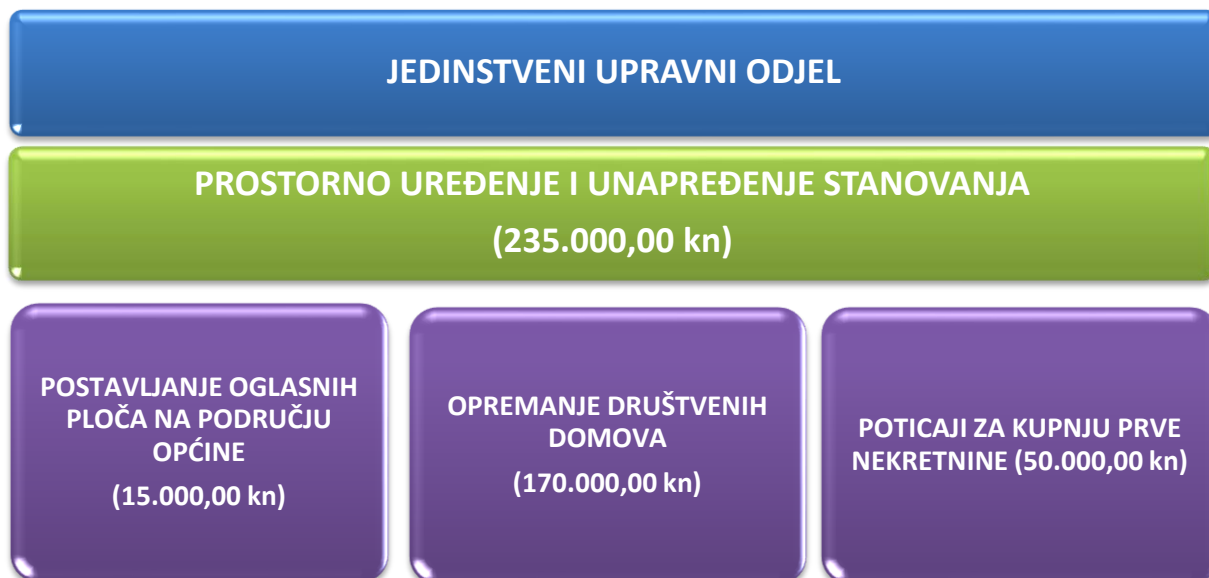 JEDINSTVENI UPRAVNI ODJEL
PROSTORNO UREĐENJE I UNAPREĐENJE STANOVANJA
(235.000,00 kn)
POSTAVLJANJE OGLASNIH
PLOČA NA PODRUČJU
OPĆINE
(15.000,00 kn)
OPREMANJE DRUŠTVENIH
DOMOVA
(170.000,00 kn)
POTICAJI ZA KUPNJU PRVE
NEKRETNINE (50.000,00 kn)